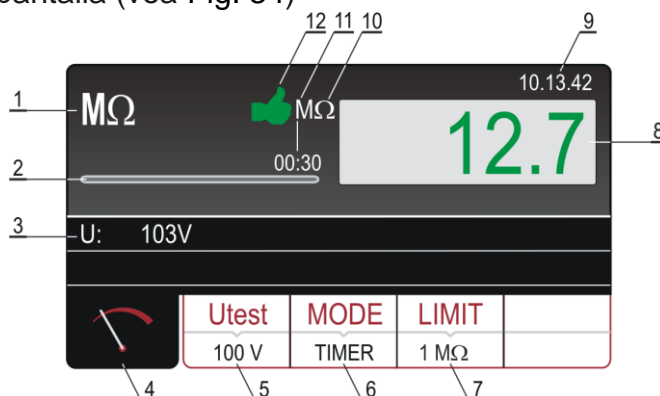 pantalla (vea Fig. 34)
12 11 10 9
10.13.42
1 MΩ MΩ
12.7 8
00:30
2
3 U: 103V
Utest MODE LIMIT
100 V TIMER 1 MΩ
4 5 6 7